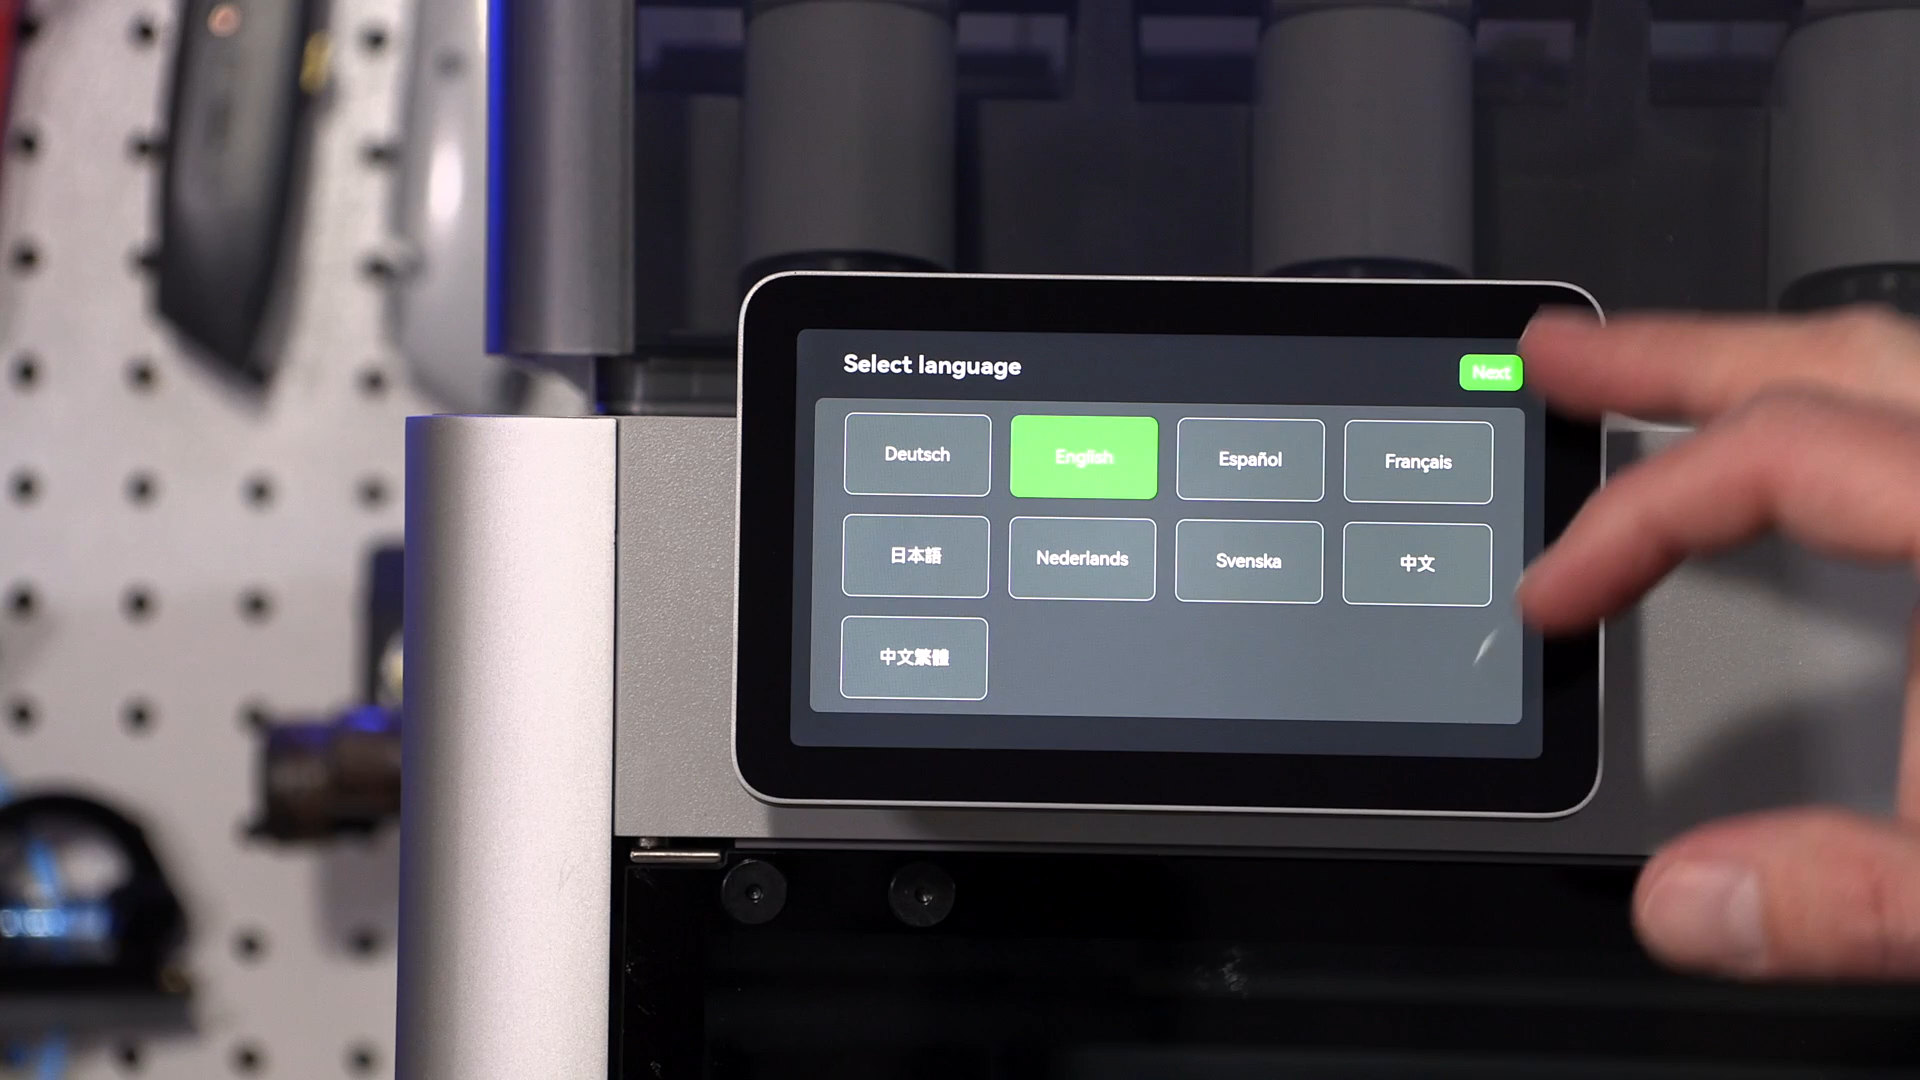 Select language
Next
Deutsch
English
Español
Français
日本語
Nederlands
Svenska
中文
中文繁體